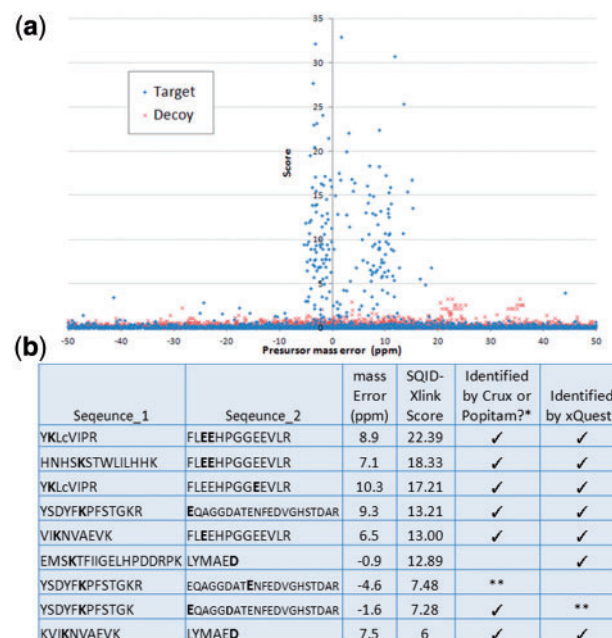 (a)
35
30
25
20
15
10
5
0
Score
Target
Decoy
-50 -40 -30 -20 -10 0 10 20 30 40 50
Presursor mass error (ppm)
(b)
Seqeunce_1 Seqeunce_2 mass Error (ppm) SQID-Xlink Score Identified by Crux or Popitam?* Identified by xQuest
YKLcVIPR FLEEHPGGEEVLR 8.9 22.39 ✓ ✓
HNHSKSTWLILHHK FLEEHPGGEEVLR 7.1 18.33 ✓ ✓
YKLcVIPR FLEEHPGGEEVLR 10.3 17.21 ✓ ✓
YSDYFKPFSTGKR EQAGGDATENFEDVGHSTDAR 9.3 13.21 ✓ ✓
VIKNVAEVK FLEEHPGGEEVLR 6.5 13.00 ✓ ✓
EMSKTFIIGELHPDDRPK LYMAED -0.9 12.89 ✓
YSDYFKPFSTGKR EQAGGDATENFEDVGHSTDAR -4.6 7.48 **
YSDYFKPFSTGK EQAGGDATENFEDVGHSTDAR -1.6 7.28 ✓ **
KVIKNVAEVK LYMAED 7.5 6 ✓ ✓